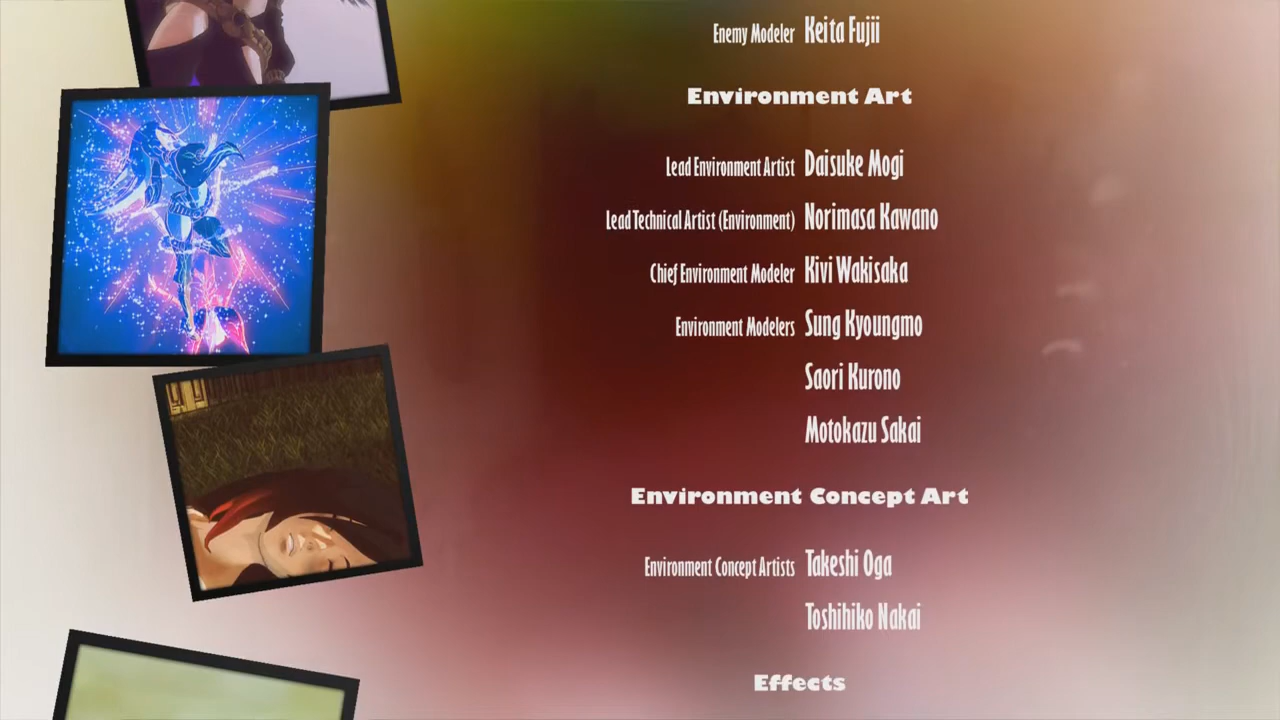 Enemy Modeler Keita Fujii
Environment Art
Lead Environment Artist Daisuke Mogi
Lead Technical Artist (Environment) Norimasa Kawano
Chief Environment Modeler Kivi Wakisaka
Environment Modelers Sung Kyoungmo
Saori Kurono
Motokazu Sakai
Environment Concept Art
Environment Concept Artists Takeshi Oga
Toshihiko Nakai
Effects